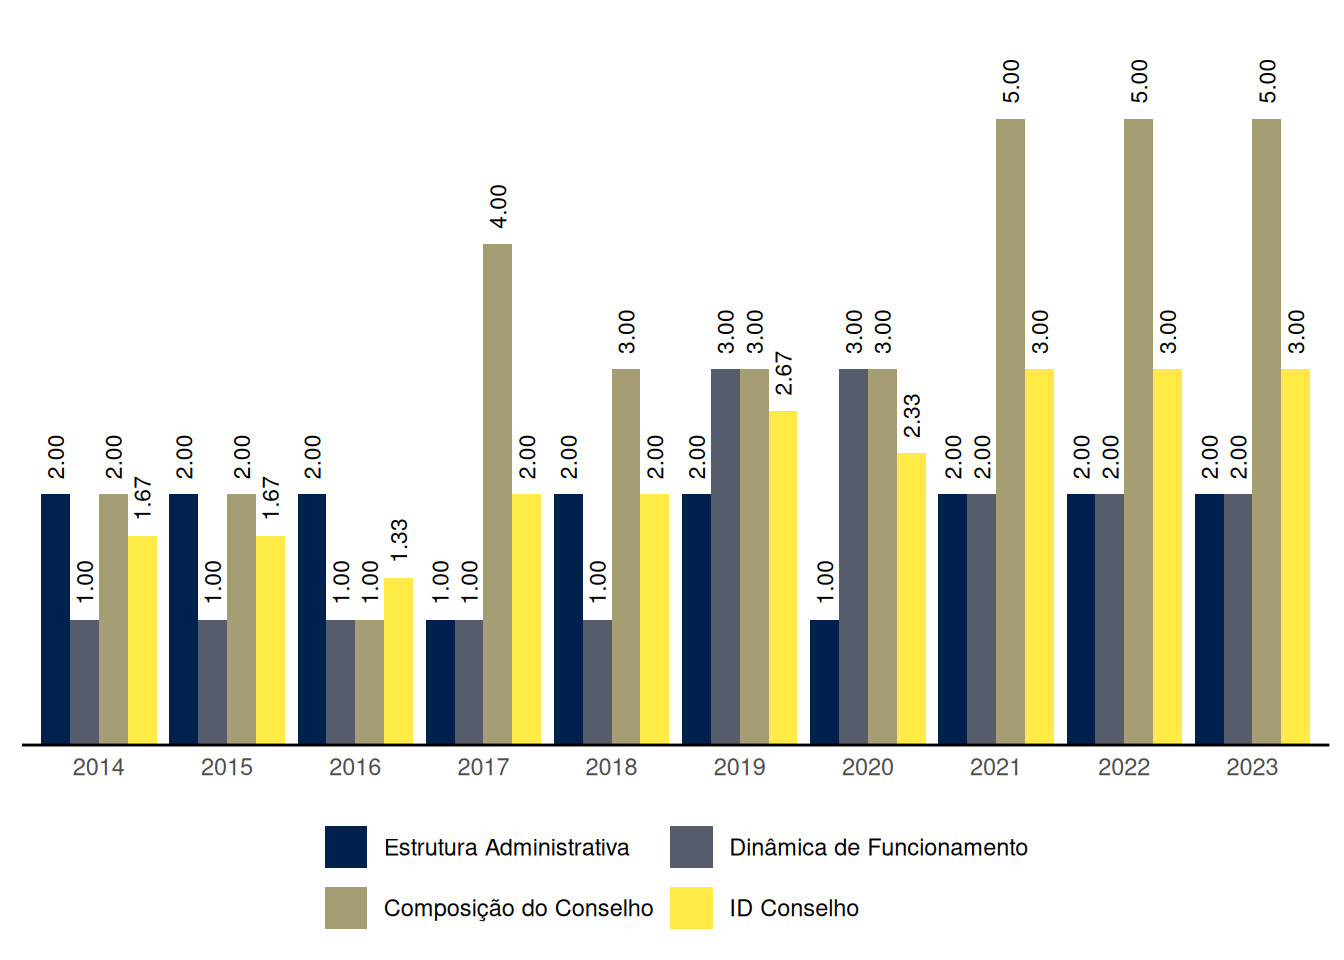 5.00 5.00 5.00
4.00
3.00 3.00 3.00 3.00 3.00 3.00 3.00 3.00
2.67
2.33
2.00 2.00 2.00 2.00 2.00 2.00 2.00 2.00 2.00 2.00 2.00 2.00 2.00 2.00 2.00
1.67 1.67
1.33
1.00 1.00 1.00 1.00 1.00 1.00 1.00 1.00
2014 2015 2016 2017 2018 2019 2020 2021 2022 2023
Estrutura Administrativa Dinâmica de Funcionamento
Composição do Conselho ID Conselho